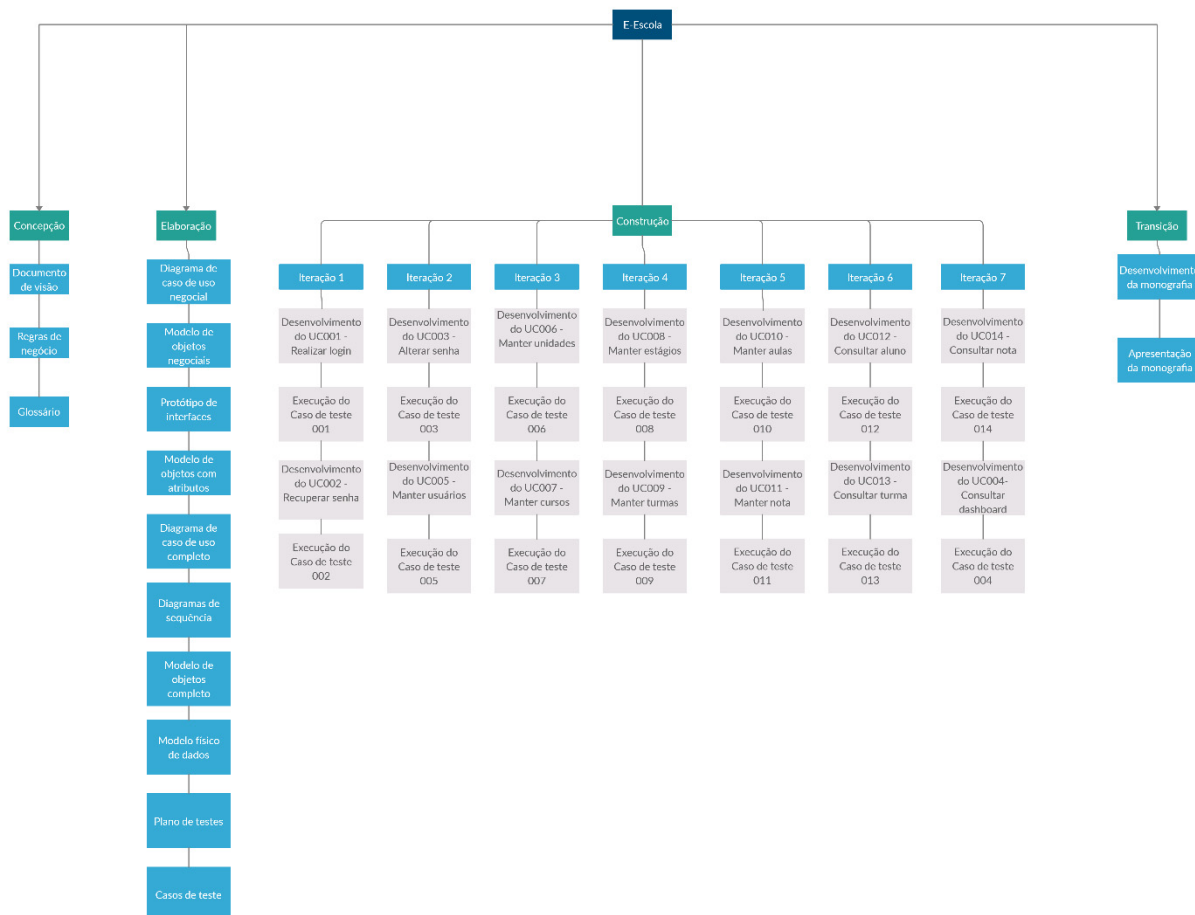 E-Escola
Concepção
Documento
de visão
Regras de
negócio
Glossário
Elaboração
Diagrama de
caso de uso
negocial
Modelo de
objetos
negociais
Protótipo de
interfaces
Modelo de
objetos com
atributos
Diagrama de
caso de uso
completo
Diagramas de
sequência
Modelo de
objetos
completo
Modelo físico
de dados
Plano de testes
Casos de teste
Construção
Iteração 1
Desenvolvimento
do UC001 -
Realizar login
Execução do
Caso de teste
001
Desenvolvimento
do UC002 -
Recuperar senha
Execução do
Caso de teste
002
Iteração 2
Desenvolvimento
do UC003 -
Alterar senha
Execução do
Caso de teste
003
Desenvolvimento
do UC005 -
Manter usuários
Execução do
Caso de teste
005
Iteração 3
Desenvolvimento
do UC006 -
Manter unidades
Execução do
Caso de teste
006
Desenvolvimento
do UC007 -
Manter cursos
Execução do
Caso de teste
007
Iteração 4
Desenvolvimento
do UC008 -
Manter estágios
Execução do
Caso de teste
008
Desenvolvimento
do UC009 -
Manter turmas
Execução do
Caso de teste
009
Iteração 5
Desenvolvimento
do UC010 -
Manter aulas
Execução do
Caso de teste
010
Desenvolvimento
do UC011 -
Manter nota
Execução do
Caso de teste
011
Iteração 6
Desenvolvimento
do UC012 -
Consultar aluno
Execução do
Caso de teste
012
Desenvolvimento
do UC013 -
Consultar turma
Execução do
Caso de teste
013
Iteração 7
Desenvolvimento
do UC014 -
Consultar nota
Execução do
Caso de teste
014
Desenvolvimento
do UC004-
Consultar
dashboard
Execução do
Caso de teste
004
Transição
Desenvolvimento
da monografia
Apresentação
da monografia